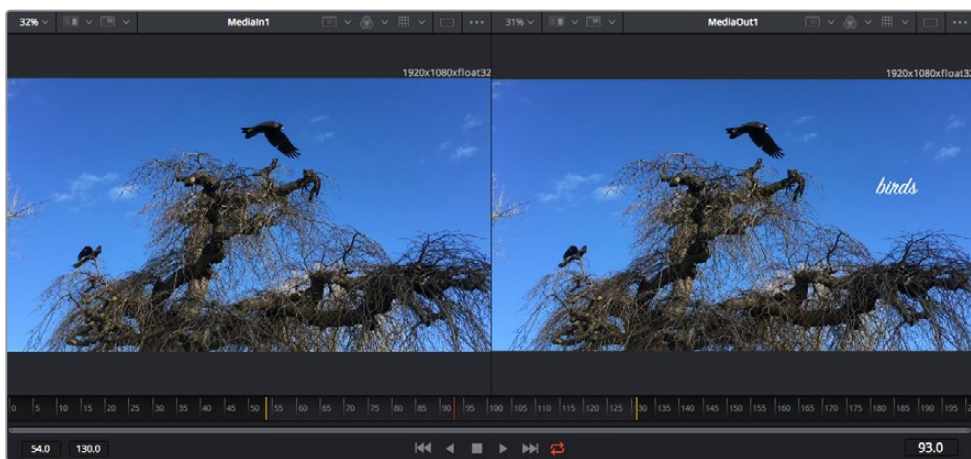 32% MediaIn1 31% MediaOut1
1920x1080xfloat32 1920x1080xfloat32
birds
0 5 10 15 20 25 30 35 40 45 50 55 60 65 70 75 80 85 90 95 100 105 110 115 120 125 130 135 140 145 150 155 160 165 170 175 180 185 190 195 2
54.0 130.0 93.0